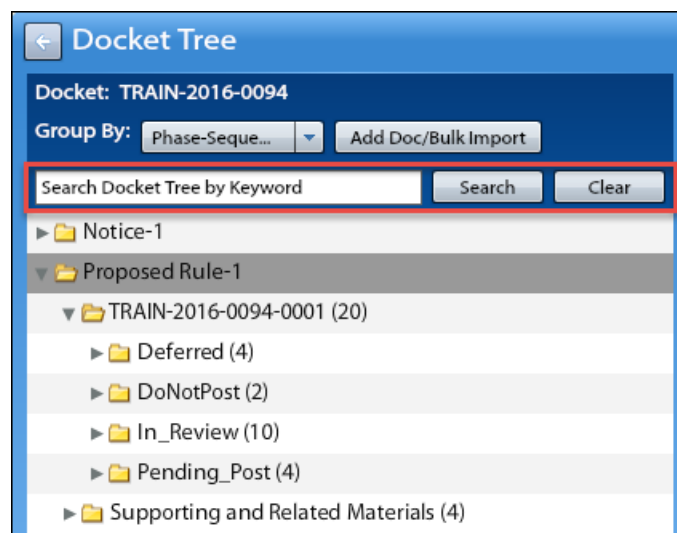 Docket Tree
Docket: TRAIN-2016-0094
Group By: Phase-Seque... Add Doc/Bulk Import
Search Docket Tree by Keyword Search Clear
Notice-1
Proposed Rule-1
TRAIN-2016-0094-0001 (20)
Deferred (4)
DoNotPost (2)
In_Review (10)
Pending_Post (4)
Supporting and Related Materials (4)